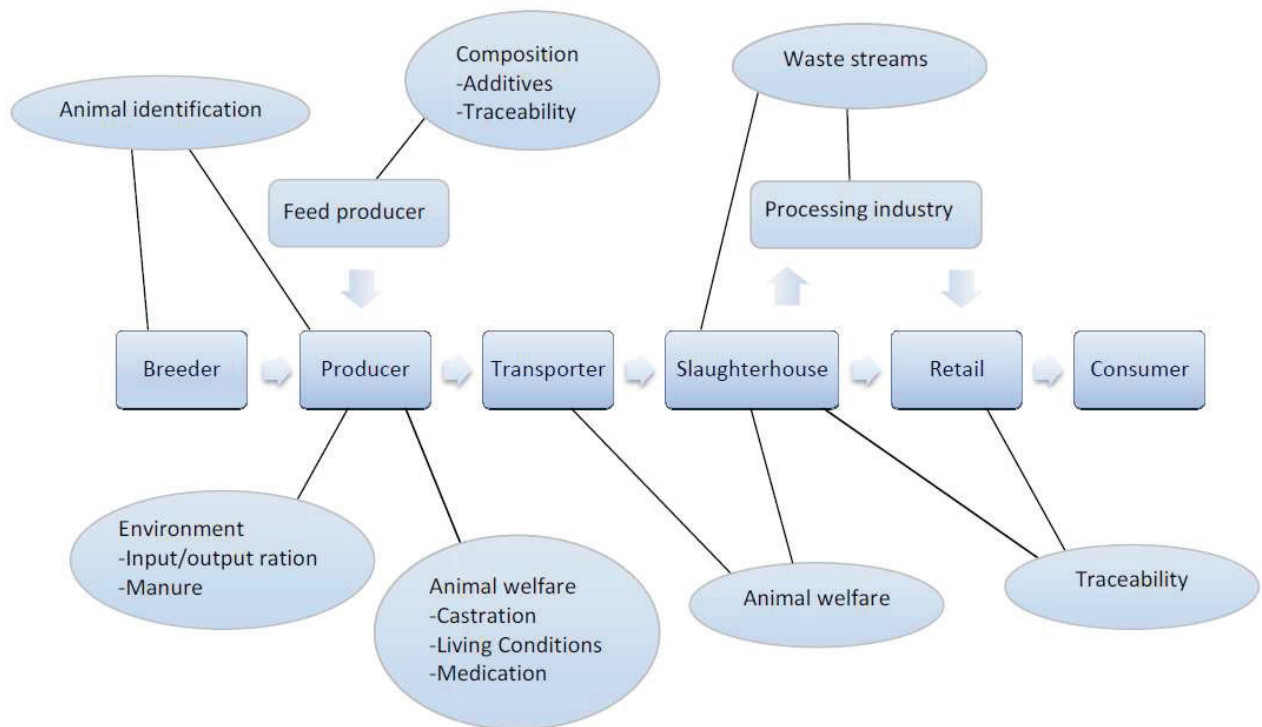 Composition
-Additives
-Traceability
Waste streams
Animal identification
Feed producer
Processing industry
Breeder
Producer
Transporter
Slaughterhouse
Retail
Consumer
Environment
-Input/output ration
-Manure
Animal welfare
-Castration
-Living Conditions
-Medication
Animal welfare
Traceability